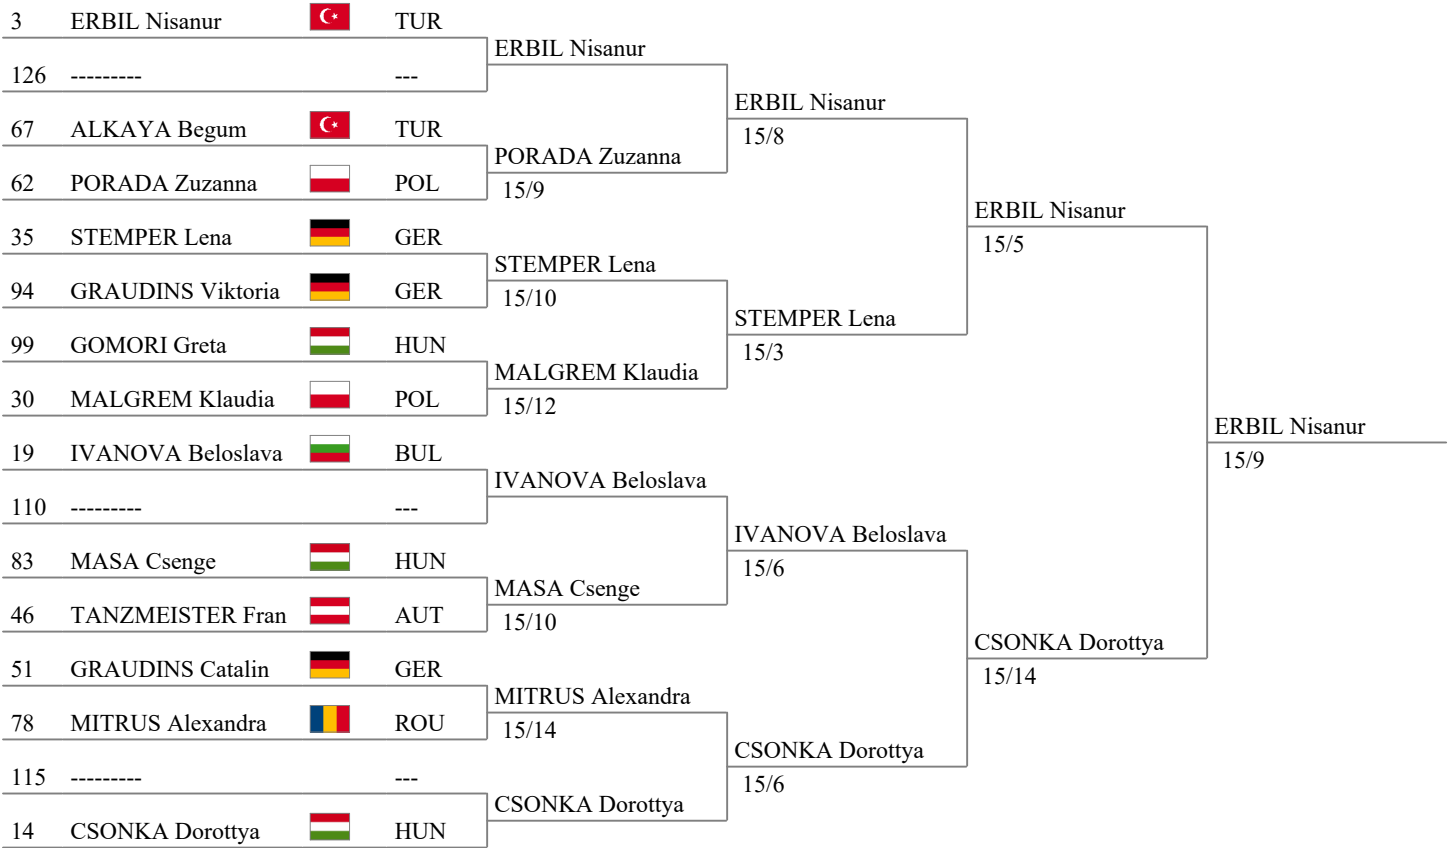 3 ERBIL Nisanur TUR
ERBIL Nisanur
126 --------- ---
ERBIL Nisanur
15/8
67 ALKAYA Begum TUR
PORADA Zuzanna
15/9
62 PORADA Zuzanna POL
ERBIL Nisanur
15/5
35 STEMPER Lena GER
STEMPER Lena
15/10
94 GRAUDINS Viktoria GER
STEMPER Lena
15/3
99 GOMORI Greta HUN
MALGREM Klaudia
15/12
30 MALGREM Klaudia POL
ERBIL Nisanur
15/9
19 IVANOVA Beloslava BUL
IVANOVA Beloslava
110 --------- ---
IVANOVA Beloslava
15/6
83 MASA Csenge HUN
MASA Csenge
15/10
46 TANZMEISTER Fran AUT
CSONKA Dorottya
15/14
51 GRAUDINS Catalin GER
MITRUS Alexandra
15/14
78 MITRUS Alexandra ROU
CSONKA Dorottya
15/6
115 --------- ---
CSONKA Dorottya
14 CSONKA Dorottya HUN